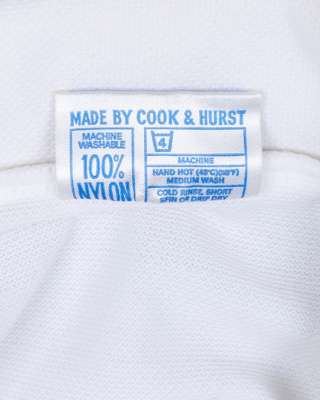 MADE BY COOK & HURST
MACHINE
WASHABLE
100%
NYLON
4
MACHINE
HAND HOT (48°C)(118°F)
MEDIUM WASH
COLD RINSE, SHORT
SPIN OR DRIP DRY